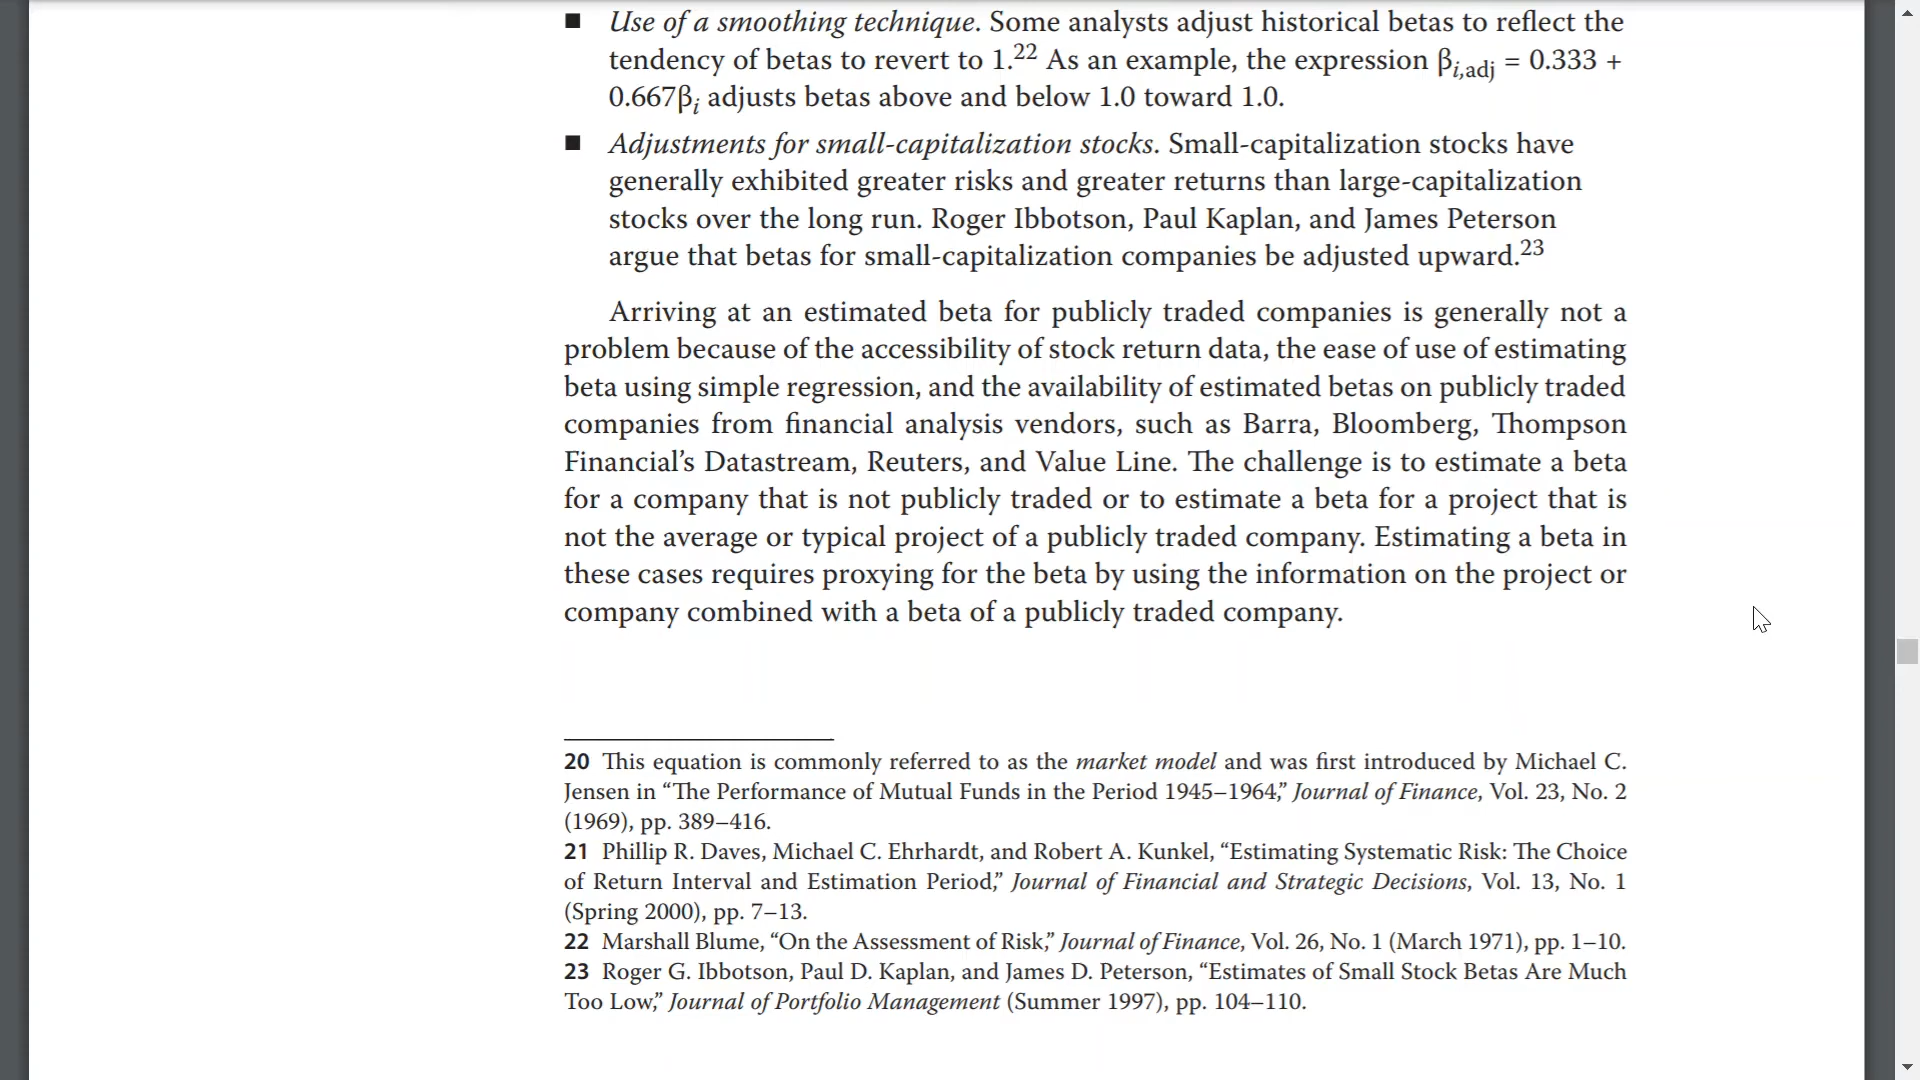 ■ Use of a smoothing technique. Some analysts adjust historical betas to reflect the
tendency of betas to revert to 1.22 As an example, the expression βi,adj = 0.333 +
0.667βi adjusts betas above and below 1.0 toward 1.0.
■ Adjustments for small-capitalization stocks. Small-capitalization stocks have
generally exhibited greater risks and greater returns than large-capitalization
stocks over the long run. Roger Ibbotson, Paul Kaplan, and James Peterson
argue that betas for small-capitalization companies be adjusted upward.23
Arriving at an estimated beta for publicly traded companies is generally not a
problem because of the accessibility of stock return data, the ease of use of estimating
beta using simple regression, and the availability of estimated betas on publicly traded
companies from financial analysis vendors, such as Barra, Bloomberg, Thompson
Financial’s Datastream, Reuters, and Value Line. The challenge is to estimate a beta
for a company that is not publicly traded or to estimate a beta for a project that is
not the average or typical project of a publicly traded company. Estimating a beta in
these cases requires proxying for the beta by using the information on the project or
company combined with a beta of a publicly traded company.
20 This equation is commonly referred to as the market model and was first introduced by Michael C.
Jensen in “The Performance of Mutual Funds in the Period 1945–1964,” Journal of Finance, Vol. 23, No. 2
(1969), pp. 389–416.
21 Phillip R. Daves, Michael C. Ehrhardt, and Robert A. Kunkel, “Estimating Systematic Risk: The Choice
of Return Interval and Estimation Period,” Journal of Financial and Strategic Decisions, Vol. 13, No. 1
(Spring 2000), pp. 7–13.
22 Marshall Blume, “On the Assessment of Risk,” Journal of Finance, Vol. 26, No. 1 (March 1971), pp. 1–10.
23 Roger G. Ibbotson, Paul D. Kaplan, and James D. Peterson, “Estimates of Small Stock Betas Are Much
Too Low,” Journal of Portfolio Management (Summer 1997), pp. 104–110.